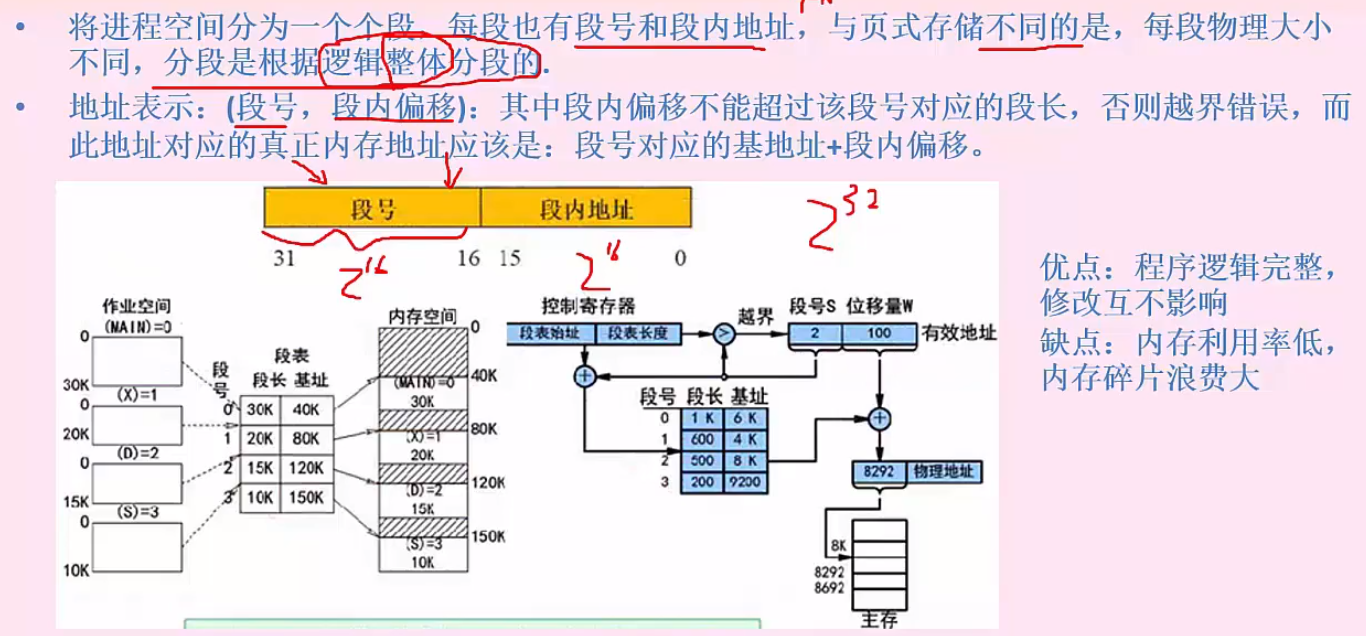 将进程空间分为一个个段，每段也有段号和段内地址，与页式存储不同的是，每段物理大小
不同，分段是根据逻辑整体分段的.
地址表示：(段号，段内偏移)：其中段内偏移不能超过该段号对应的段长，否则越界错误，而
此地址对应的真正内存地址应该是：段号对应的基地址+段内偏移。
段号 段内地址
31 16 15 0
2^16 2^16 2^32
优点：程序逻辑完整，
修改互不影响
缺点：内存利用率低，
内存碎片浪费大
作业空间
(MAIN)=0
0
30K
(X)=1
0
20K
(D)=2
0
15K
(S)=3
0
10K
段表
段号 段长 基址
0 30K 40K
1 20K 80K
2 15K 120K
3 10K 150K
内存空间
0
40K
(MAIN)=0
30K
80K
(X)=1
20K
120K
(D)=2
15K
150K
(S)=3
10K
控制寄存器
段表始址 段表长度
>
越界
段号S 位移量W
2 100 有效地址
+
段号 段长 基址
0 1 K 6 K
1 600 4 K
2 500 8 K
3 200 9200
+
8292 物理地址
8K
8292
8692
主存